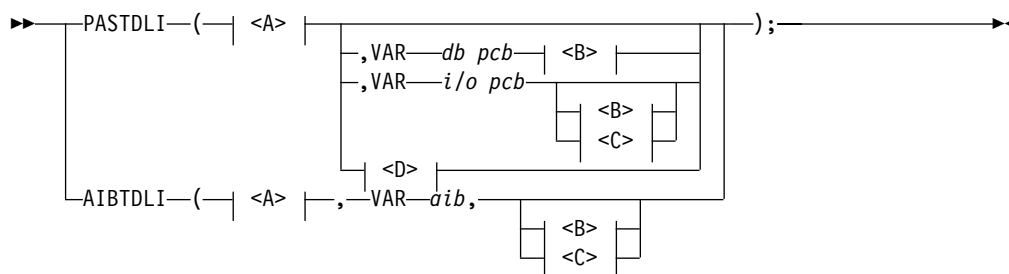 PASTDLI ( <A> ); 
,VAR db pcb <B>
,VAR i/o pcb
<B>
<C>
<D>
AIBTDLI ( <A> , VAR aib,
<B>
<C>